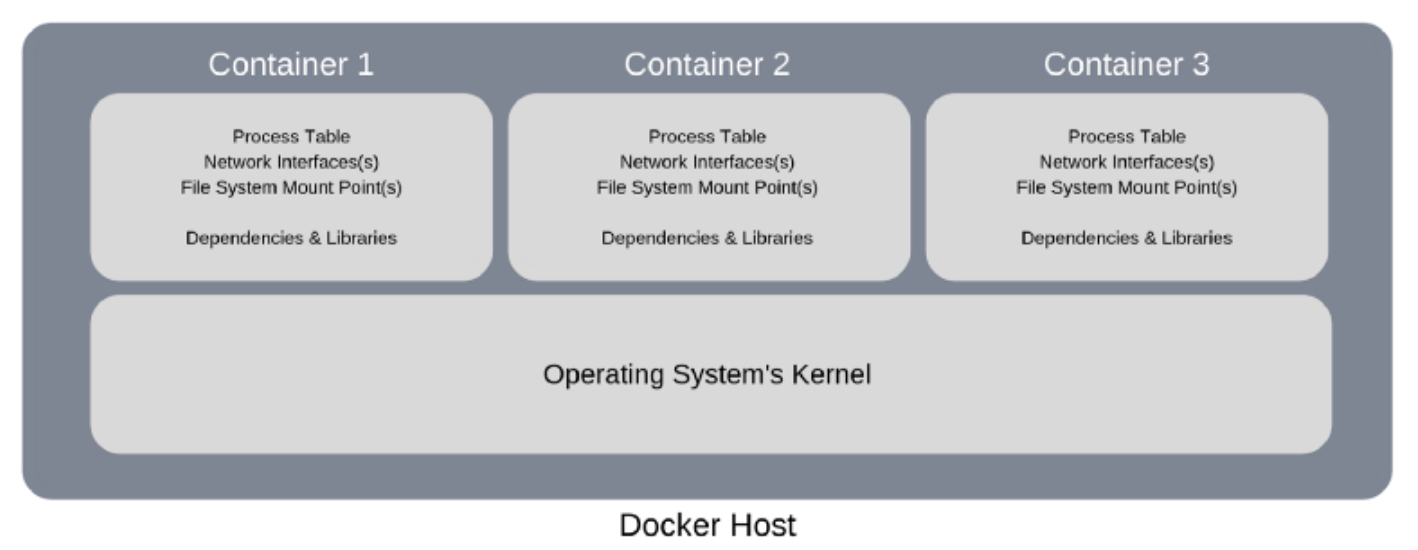 Container 1
Process Table
Network Interfaces(s)
File System Mount Point(s)
Dependencies & Libraries
Container 2
Process Table
Network Interfaces(s)
File System Mount Point(s)
Dependencies & Libraries
Container 3
Process Table
Network Interfaces(s)
File System Mount Point(s)
Dependencies & Libraries
Operating System's Kernel
Docker Host